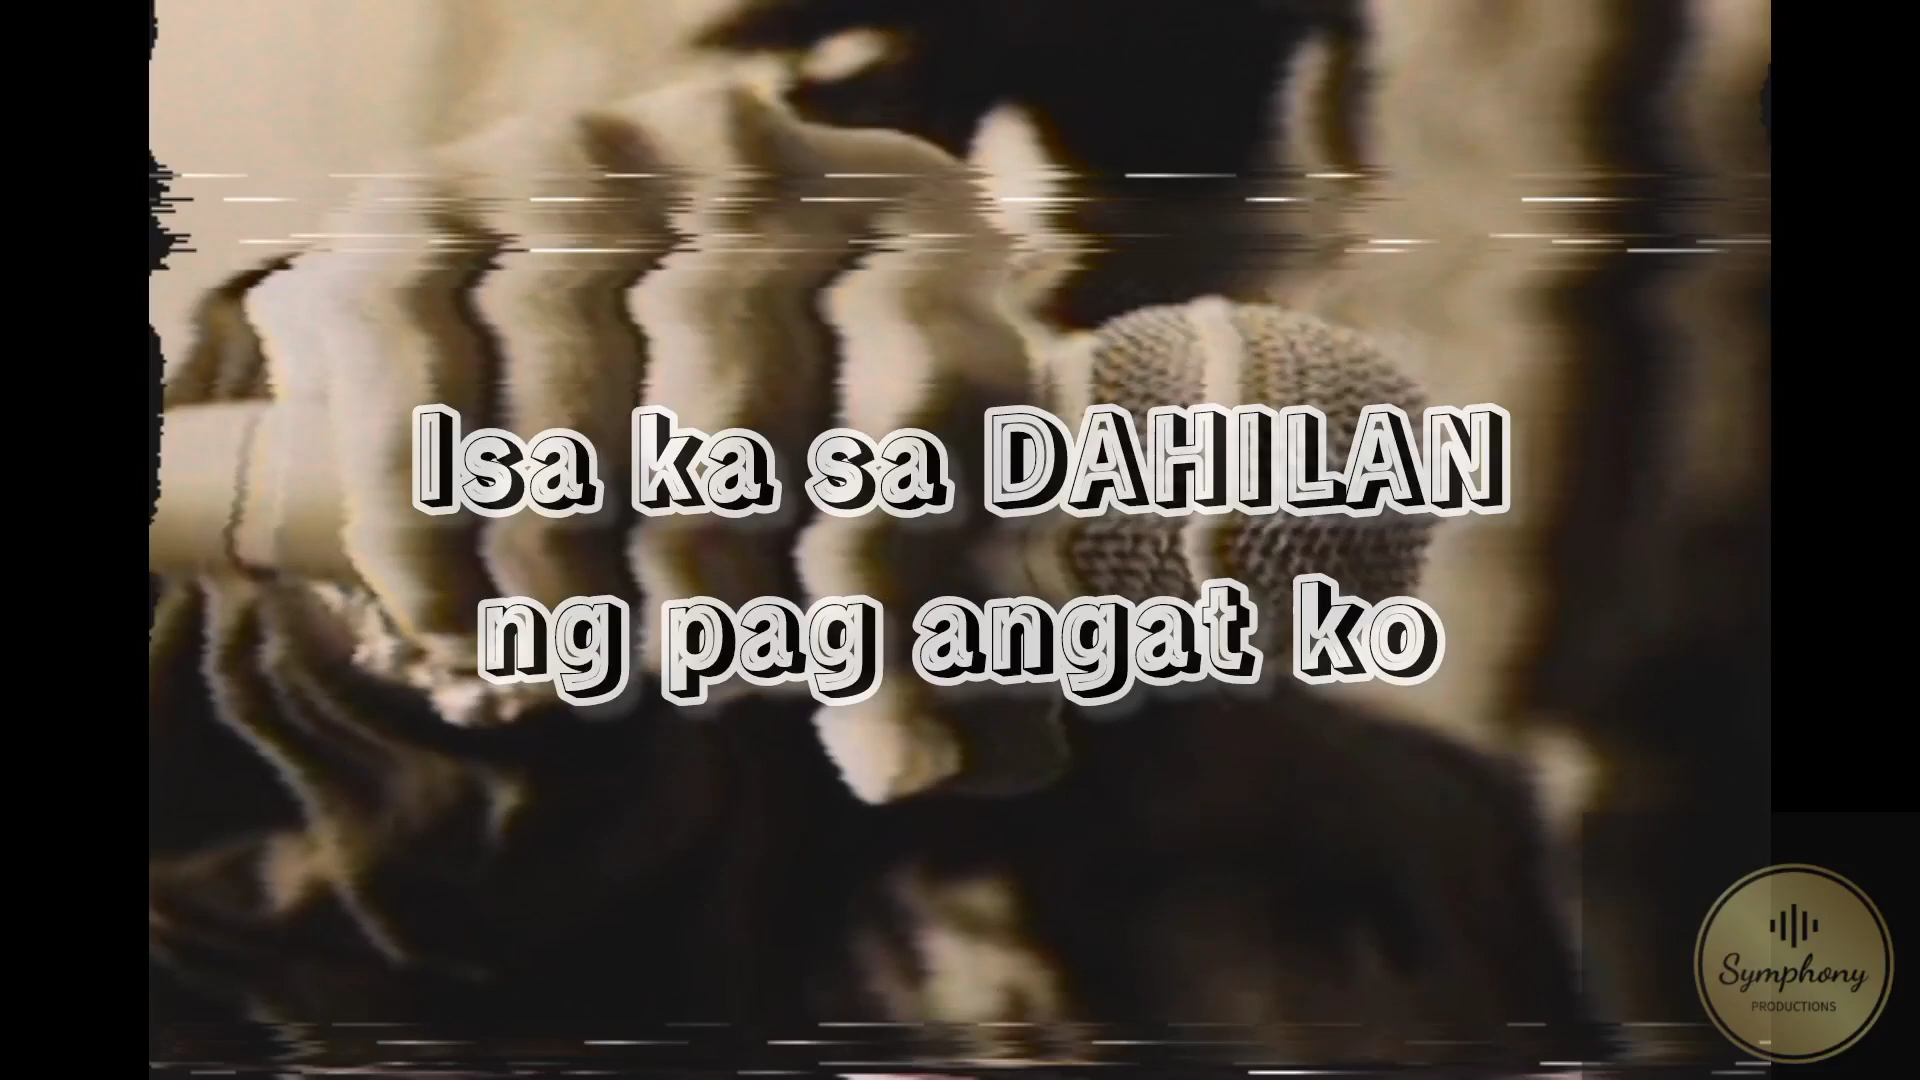 Isa ka sa DAHILAN
ng pag angat ko
Symphony
PRODUCTIONS